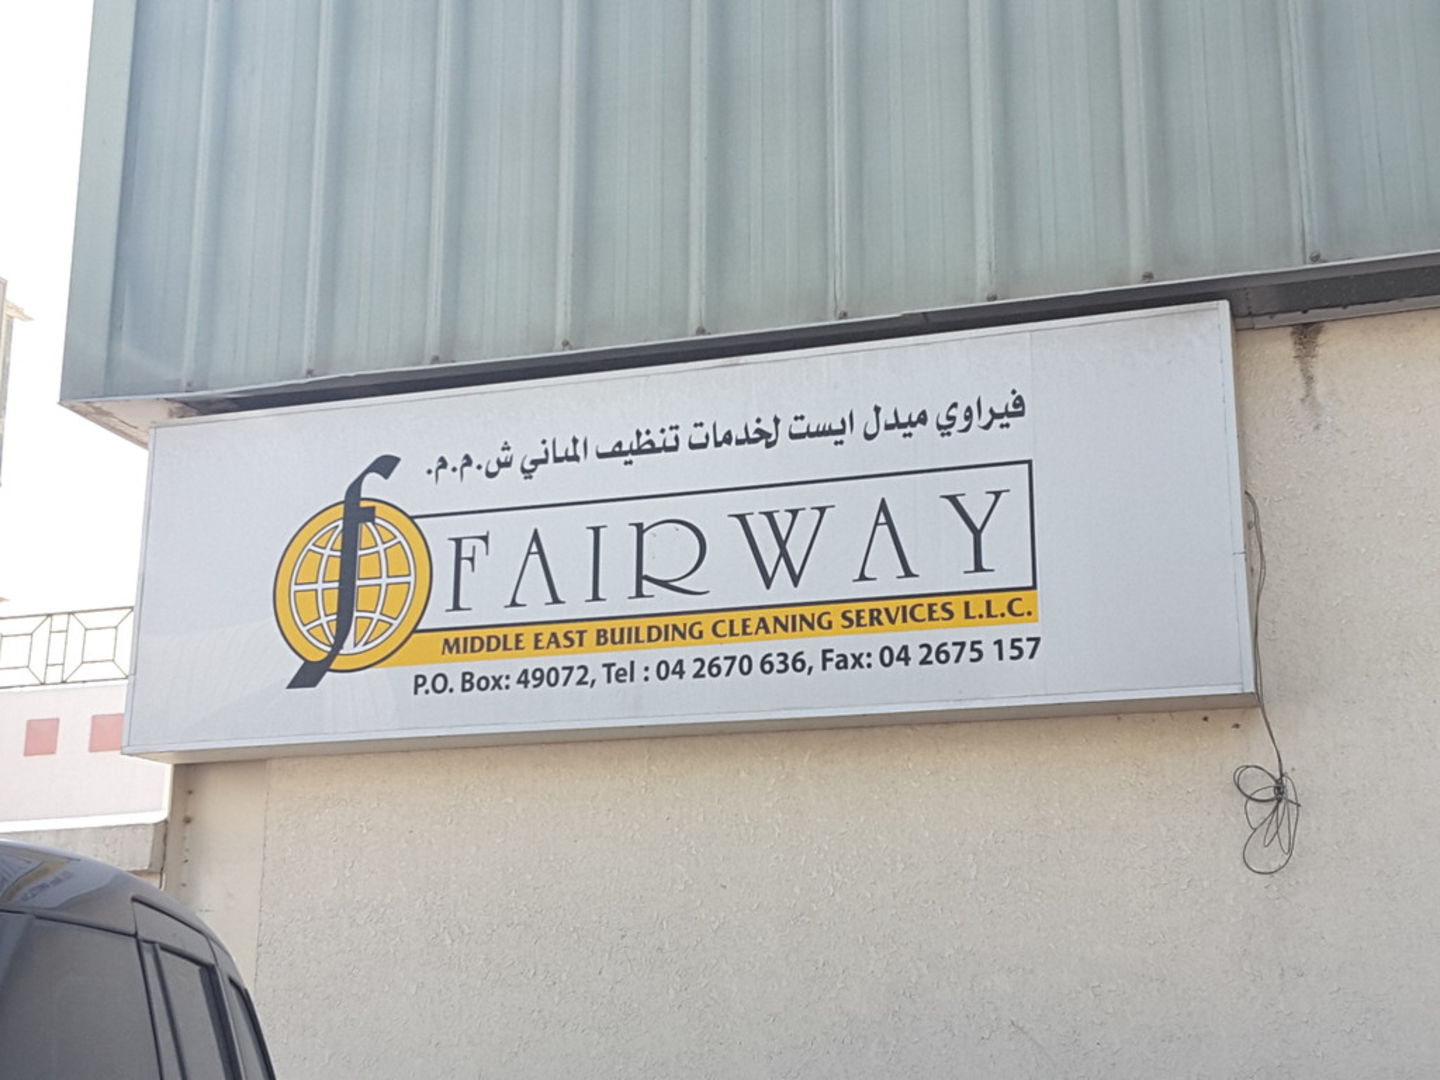 فيراوي ميدل ايست لخدمات تنظيف المباني ش.م.م.
f
FAIRWAY
MIDDLE EAST BUILDING CLEANING SERVICES L.L.C.
P.O. Box: 49072, Tel : 04 2670 636, Fax: 04 2675 157